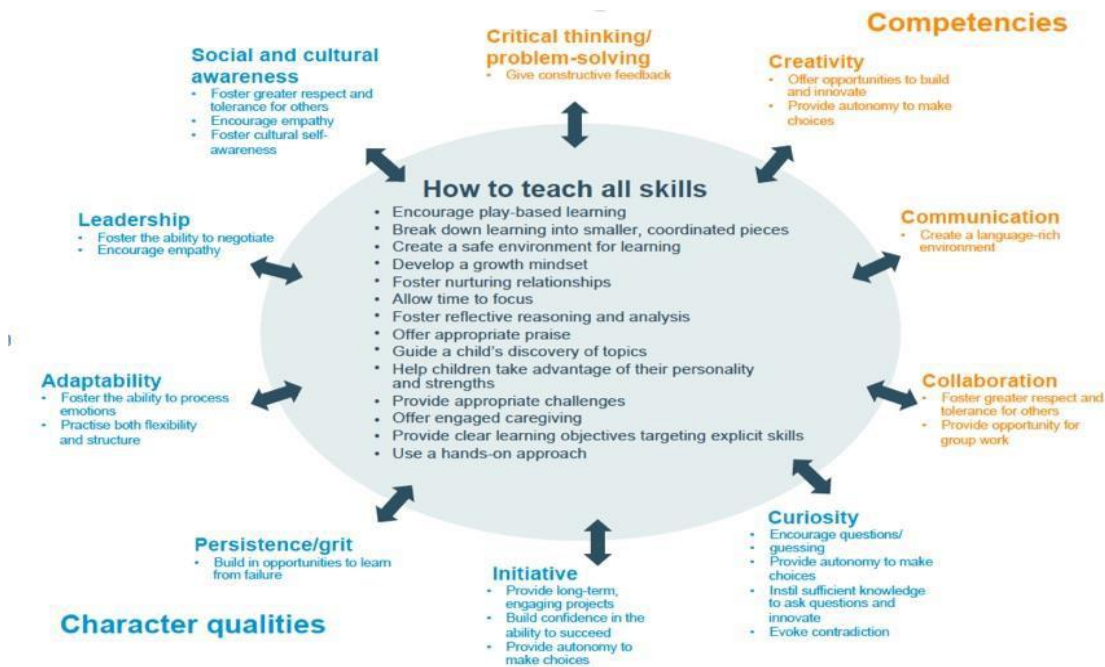 Competencies
Critical thinking/
problem-solving
• Give constructive feedback
Creativity
• Offer opportunities to build
and innovate
• Provide autonomy to make
choices
Communication
• Create a language-rich
environment
Collaboration
• Foster greater respect and
tolerance for others
• Provide opportunity for
group work
Curiosity
• Encourage questions/
• guessing
• Provide autonomy to make
choices
• Instil sufficient knowledge
to ask questions and
innovate
• Evoke contradiction
Initiative
• Provide long-term,
engaging projects
• Build confidence in the
ability to succeed
• Provide autonomy to
make choices
Persistence/grit
• Build in opportunities to learn
from failure
Adaptability
• Foster the ability to process
emotions
• Practise both flexibility
and structure
Leadership
• Foster the ability to negotiate
• Encourage empathy
Social and cultural
awareness
• Foster greater respect and
tolerance for others
• Encourage empathy
• Foster cultural self-
awareness
Character qualities
How to teach all skills
• Encourage play-based learning
• Break down learning into smaller, coordinated pieces
• Create a safe environment for learning
• Develop a growth mindset
• Foster nurturing relationships
• Allow time to focus
• Foster reflective reasoning and analysis
• Offer appropriate praise
• Guide a child's discovery of topics
• Help children take advantage of their personality
and strengths
• Provide appropriate challenges
• Offer engaged caregiving
• Provide clear learning objectives targeting explicit skills
• Use a hands-on approach